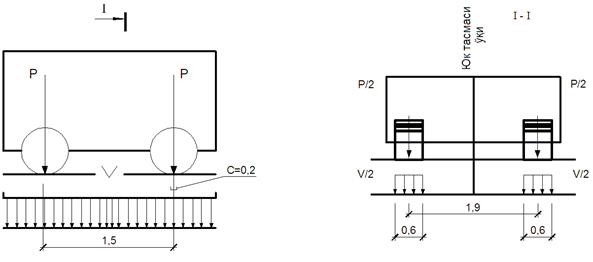 I
I - I
Юк тасмаси
ўқи
P
P
P/2
P/2
C=0,2
V
V/2
V/2
1,5
1,9
0,6
0,6